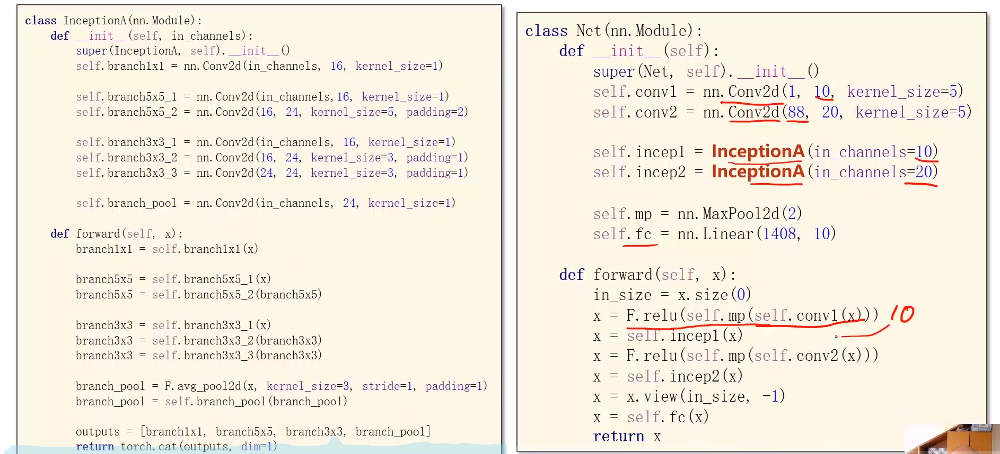 class InceptionA(nn.Module):
    def __init__(self, in_channels):
        super(InceptionA, self).__init__()
        self.branch1x1 = nn.Conv2d(in_channels, 16, kernel_size=1)

        self.branch5x5_1 = nn.Conv2d(in_channels,16, kernel_size=1)
        self.branch5x5_2 = nn.Conv2d(16, 24, kernel_size=5, padding=2)

        self.branch3x3_1 = nn.Conv2d(in_channels, 16, kernel_size=1)
        self.branch3x3_2 = nn.Conv2d(16, 24, kernel_size=3, padding=1)
        self.branch3x3_3 = nn.Conv2d(24, 24, kernel_size=3, padding=1)

        self.branch_pool = nn.Conv2d(in_channels, 24, kernel_size=1)

    def forward(self, x):
        branch1x1 = self.branch1x1(x)

        branch5x5 = self.branch5x5_1(x)
        branch5x5 = self.branch5x5_2(branch5x5)

        branch3x3 = self.branch3x3_1(x)
        branch3x3 = self.branch3x3_2(branch3x3)
        branch3x3 = self.branch3x3_3(branch3x3)

        branch_pool = F.avg_pool2d(x, kernel_size=3, stride=1, padding=1)
        branch_pool = self.branch_pool(branch_pool)

        outputs = [branch1x1, branch5x5, branch3x3, branch_pool]
        return torch.cat(outputs, dim=1)

class Net(nn.Module):
    def __init__(self):
        super(Net, self).__init__()
        self.conv1 = nn.Conv2d(1, 10, kernel_size=5)
        self.conv2 = nn.Conv2d(88, 20, kernel_size=5)

        self.incep1 = InceptionA(in_channels=10)
        self.incep2 = InceptionA(in_channels=20)

        self.mp = nn.MaxPool2d(2)
        self.fc = nn.Linear(1408, 10)

    def forward(self, x):
        in_size = x.size(0)
        x = F.relu(self.mp(self.conv1(x))) 10
        x = self.incep1(x)
        x = F.relu(self.mp(self.conv2(x)))
        x = self.incep2(x)
        x = x.view(in_size, -1)
        x = self.fc(x)
        return x